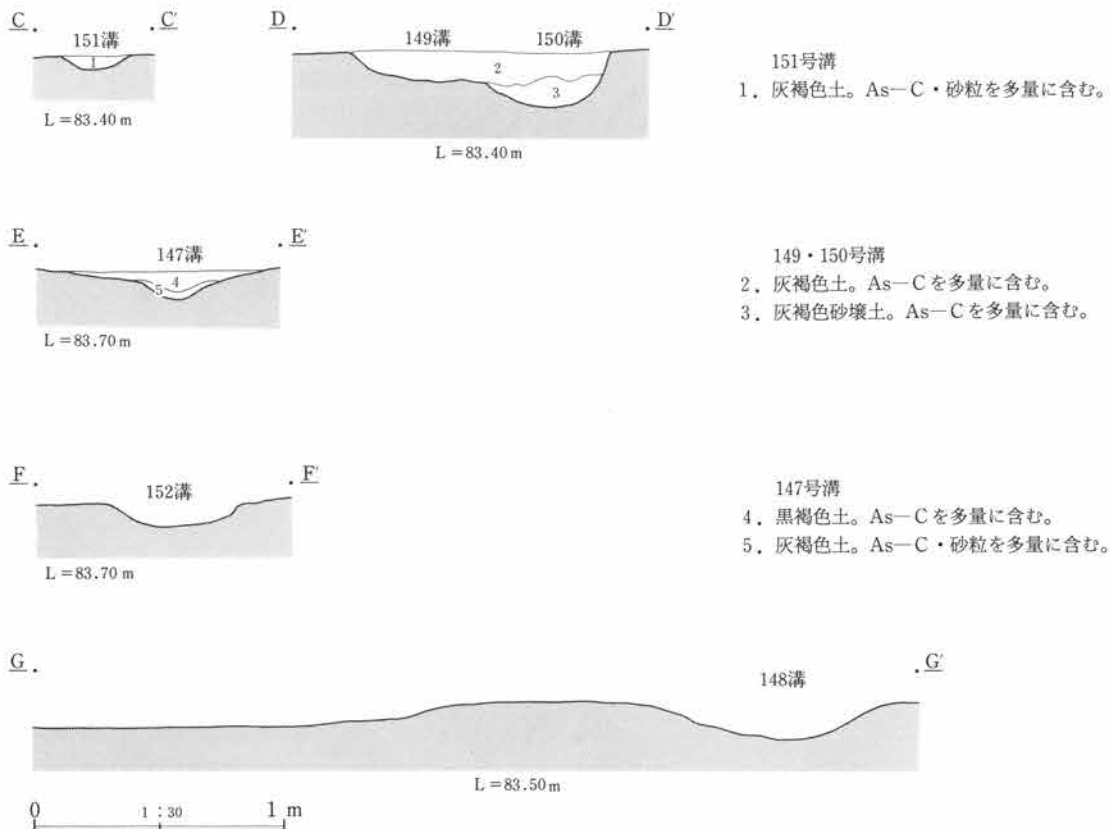 C C′ D D′
151溝 149溝 150溝
1 2 3
L＝83.40m
L＝83.40m
151号溝
1．灰褐色土。As―C・砂粒を多量に含む。
E E′
147溝
4
5
L＝83.70m
149・150号溝
2．灰褐色土。As―Cを多量に含む。
3．灰褐色砂壌土。As―Cを多量に含む。
F F′
152溝
L＝83.70m
147号溝
4．黒褐色土。As―Cを多量に含む。
5．灰褐色土。As―C・砂粒を多量に含む。
G G′
148溝
L＝83.50m
0 1：30 1m